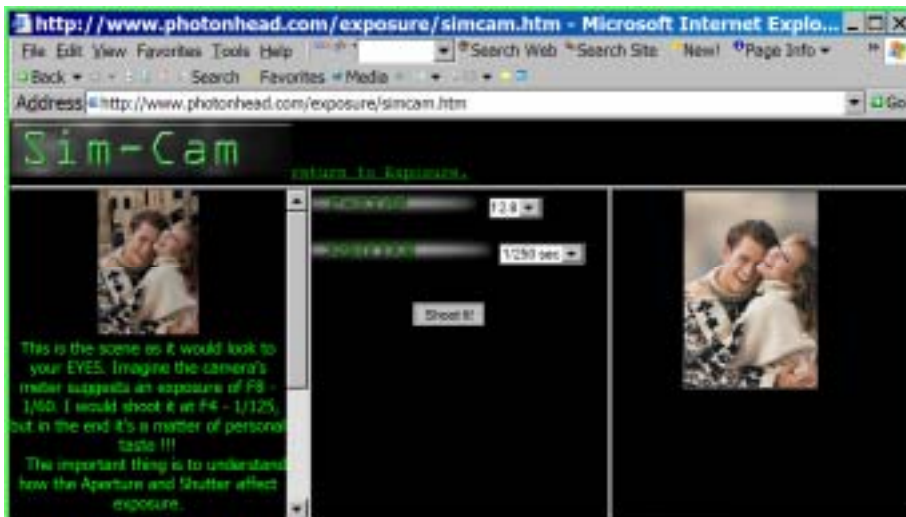 http://www.photonhead.com/exposure/simcam.htm - Microsoft Internet Explo...
File Edit View Favorites Tools Help Search Web Search Site New! Page Info
Back Search Favorites Media
Address http://www.photonhead.com/exposure/simcam.htm Go
Sim-Cam
return to Exposure.
1/250 sec
Shoot It!
This is the scene as it would look to
your EYES. Imagine the camera's
meter suggests an exposure of F8 -
1/60. I would shoot it at F4 - 1/125,
but in the end it's a matter of personal
taste !!!
The important thing is to understand
how the Aperture and Shutter affect
exposure.